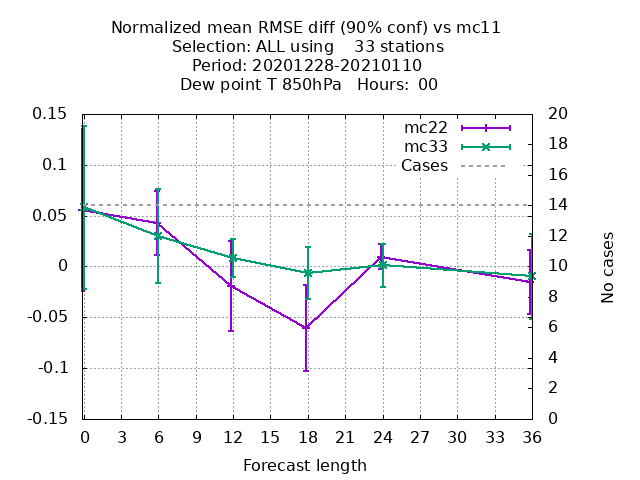 Normalized mean RMSE diff (90% conf) vs mc11
Selection: ALL using    33 stations
Period: 20201228-20210110
Dew point T 850hPa   Hours:  00
mc22
mc33
Cases
0.15
0.1
0.05
0
-0.05
-0.1
-0.15
20
18
16
14
12
10
8
6
4
2
0
No cases
0 3 6 9 12 15 18 21 24 27 30 33 36
Forecast length